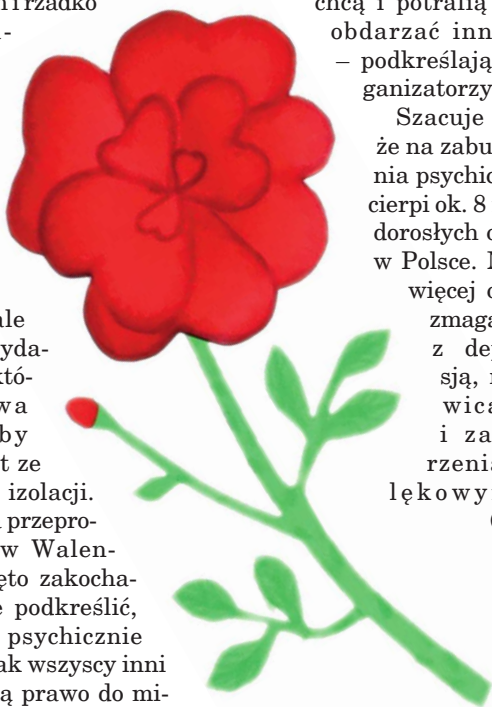 rzadko
ale
yda-
któ-
wa
by
t ze
izolacji.
przepro-
w Walen-
ęto zakocha-
podkreślić,
psychicznie
ak wszyscy inni
ą prawo do mi-
chcą i potrafią
obdarzać inn
– podkreślają
ganizatorzy
Szacuje
że na zabu
nia psychic
cierpi ok. 8
dorosłych o
w Polsce. N
więcej o
zmaga
z dep
sją, n
wica
i za
rzenia
lękowy